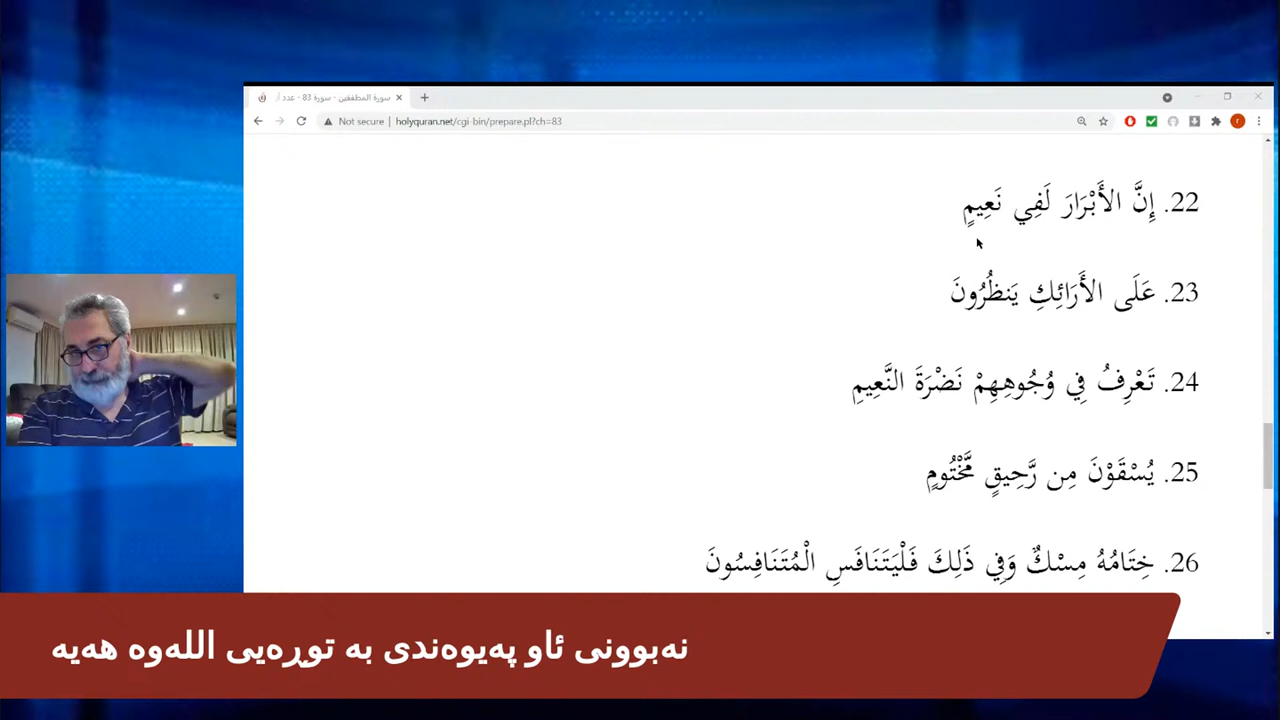 سورة المطففين - سورة 83 - عدد آ
Not secure | holyquran.net/cgi-bin/prepare.pl?ch=83
22. إِنَّ الأَبْرَارَ لَفِي نَعِيمٍ
23. عَلَى الأَرَائِكِ يَنظُرُونَ
24. تَعْرِفُ فِي وُجُوهِهِمْ نَضْرَةَ النَّعِيمِ
25. يُسْقَوْنَ مِن رَّحِيقٍ مَّخْتُومٍ
26. خِتَامُهُ مِسْكٌ وَفِي ذَلِكَ فَلْيَتَنَافَسِ الْمُتَنَافِسُونَ
نەبوونی ئاو پەیوەندی بە توڕەیی اللەوە هەیە